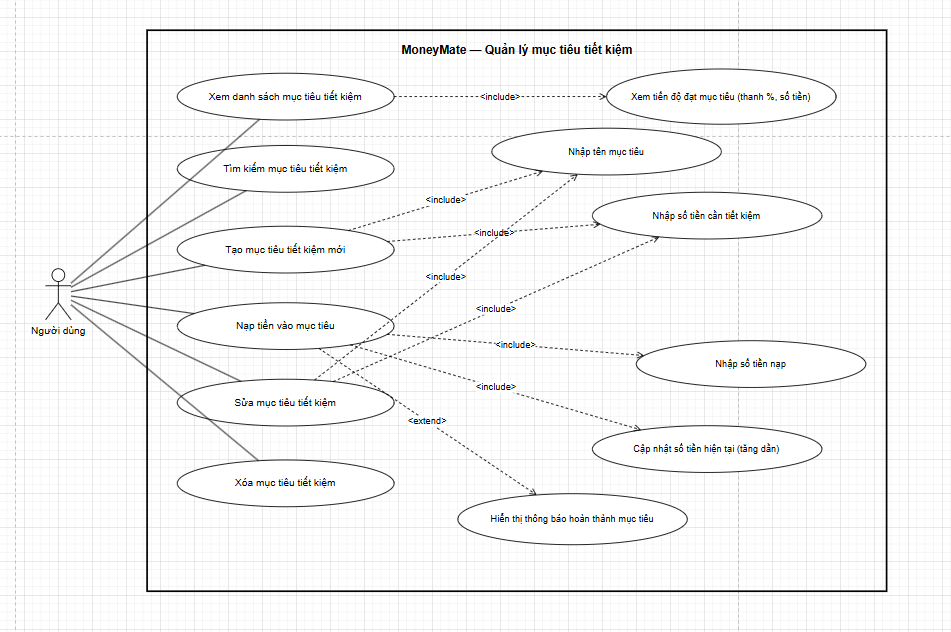 MoneyMate — Quản lý mục tiêu tiết kiệm
Xem danh sách mục tiêu tiết kiệm
<include>
Xem tiến độ đạt mục tiêu (thanh %, số tiền)
Nhập tên mục tiêu
Tìm kiếm mục tiêu tiết kiệm
<include>
Nhập số tiền cần tiết kiệm
<include>
Tạo mục tiêu tiết kiệm mới
<include>
<include>
Nạp tiền vào mục tiêu
Người dùng
<include>
Nhập số tiền nạp
<include>
Sửa mục tiêu tiết kiệm
<extend>
Cập nhật số tiền hiện tại (tăng dần)
Xóa mục tiêu tiết kiệm
Hiển thị thông báo hoàn thành mục tiêu